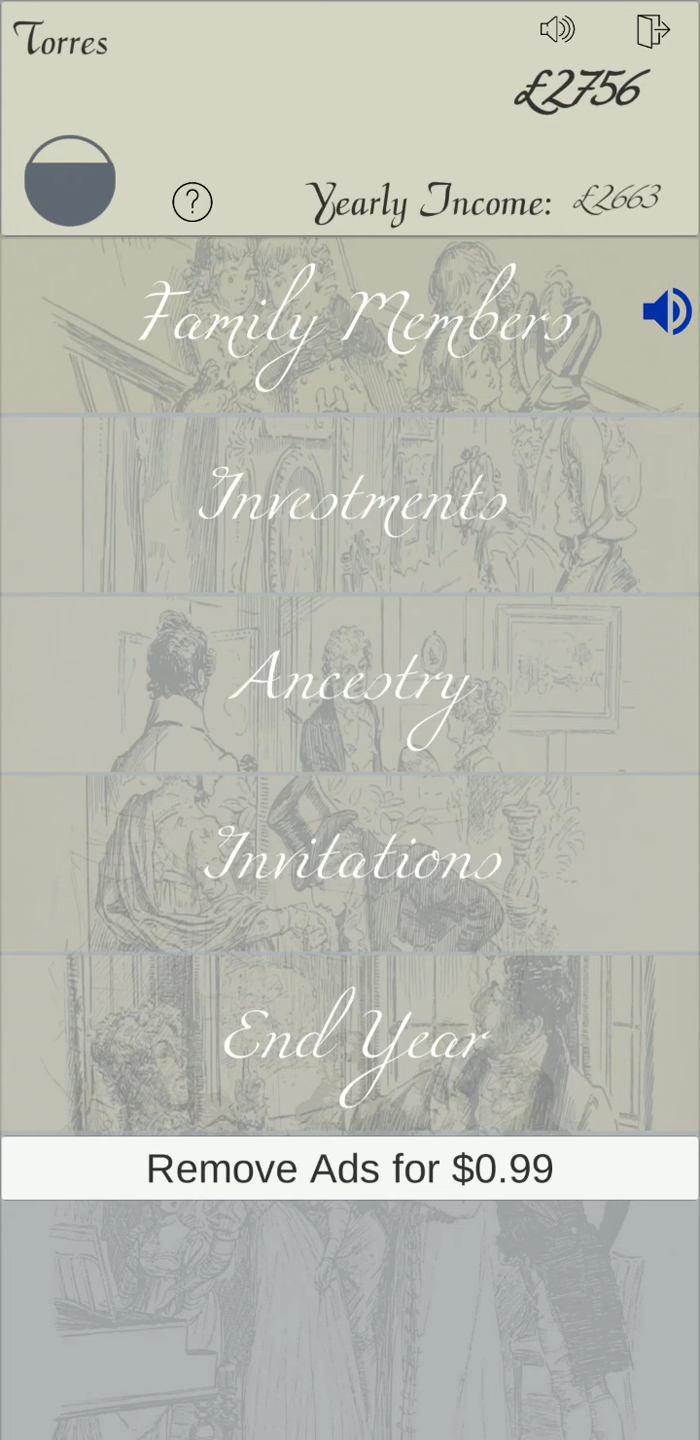 Torres
£2756
?
Yearly Income: £2663
Family Members
Investments
Ancestry
Invitations
End Year
Remove Ads for $0.99